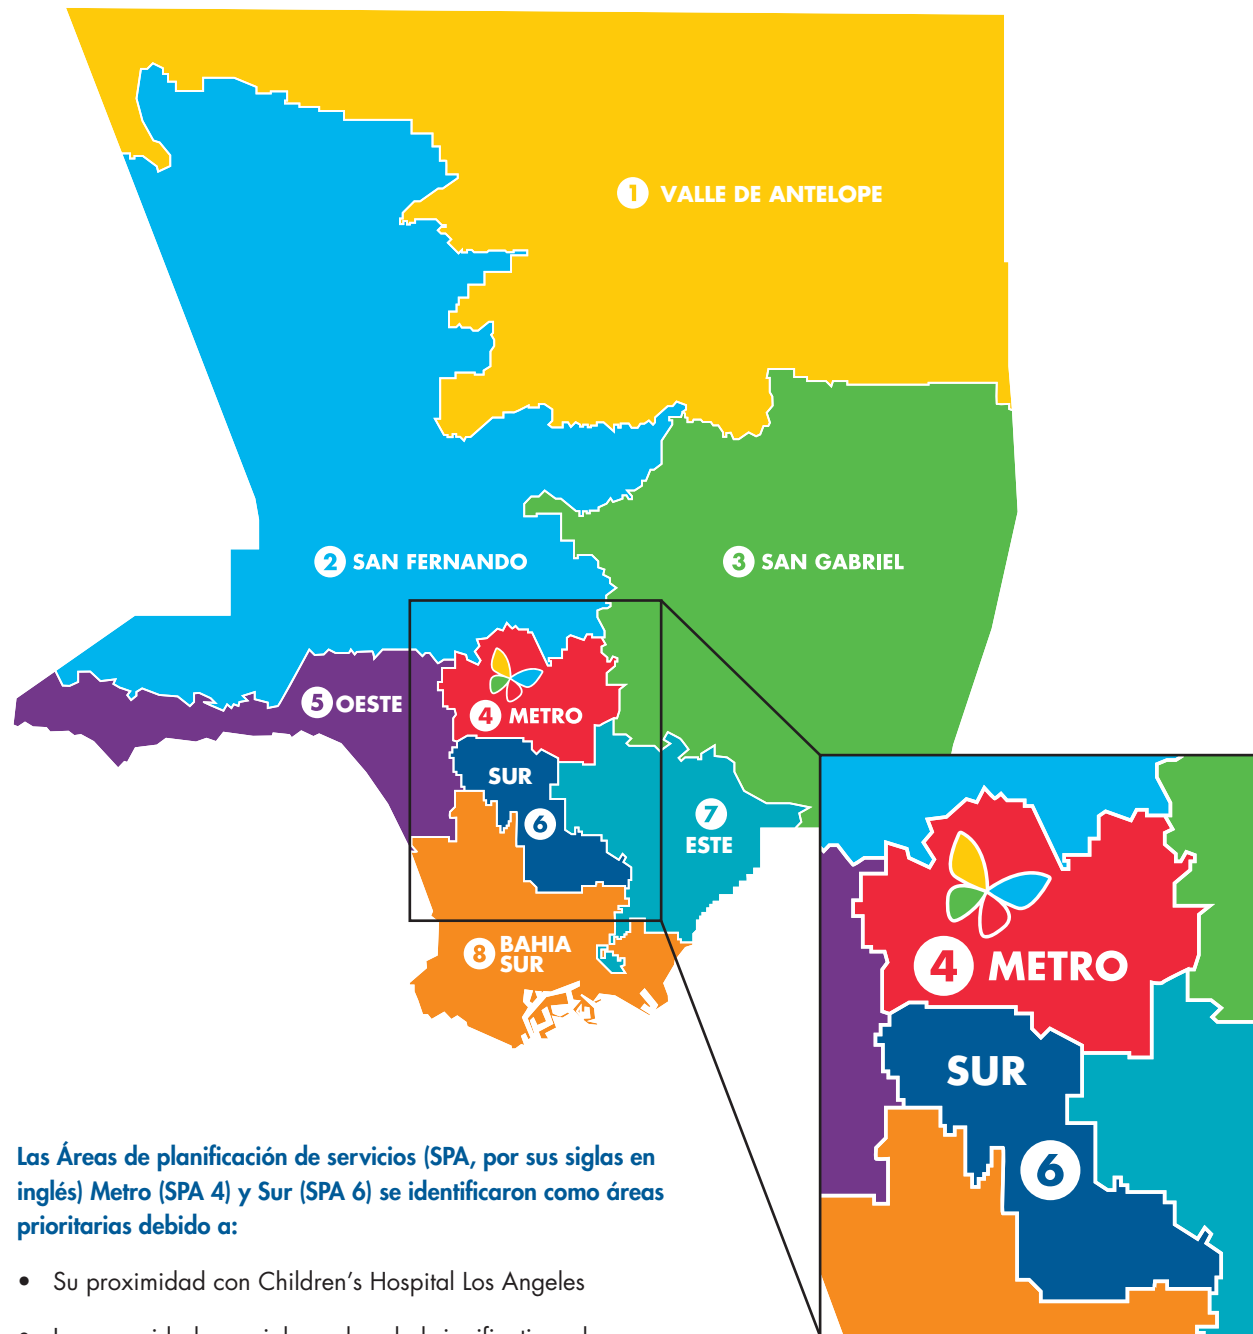 1 VALLE DE ANTELOPE
2 SAN FERNANDO
3 SAN GABRIEL
5 OESTE
4 METRO
SUR
6
7
ESTE
8 BAHIA
SUR
4 METRO
SUR
6
Las Áreas de planificación de servicios (SPA, por sus siglas en
inglés) Metro (SPA 4) y Sur (SPA 6) se identificaron como áreas
prioritarias debido a:
• Su proximidad con Children's Hospital Los Angeles